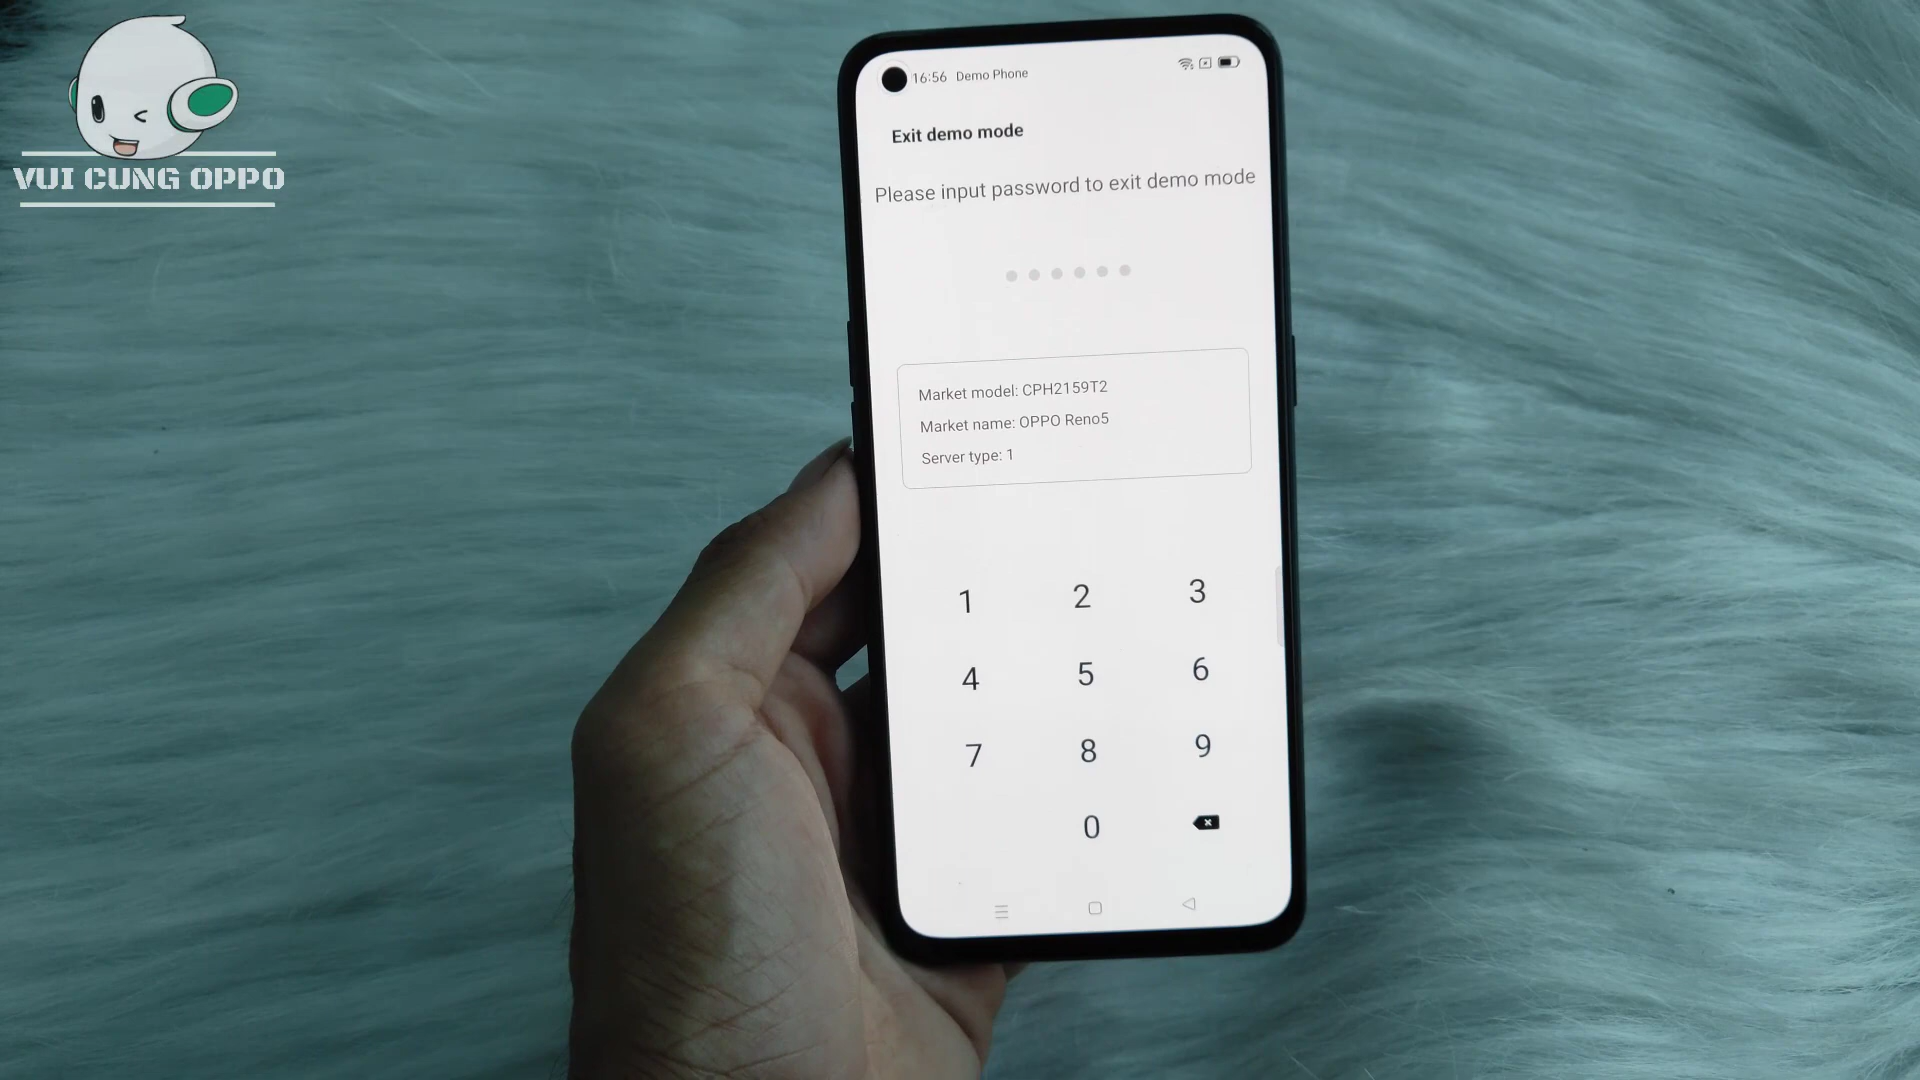 VUI CUNG OPPO
16:56 Demo Phone
Exit demo mode
Please input password to exit demo mode
Market model: CPH2159T2
Market name: OPPO Reno5
Server type: 1
1 2 3
4 5 6
7 8 9
0